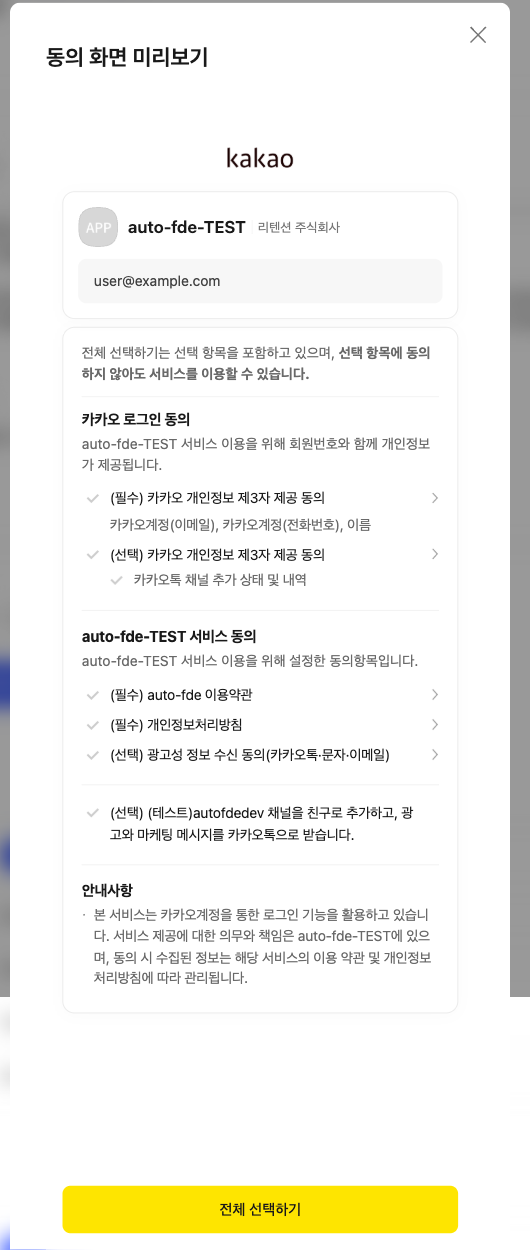 동의 화면 미리보기
kakao
APP auto-fde-TEST 리텐션 주식회사
user@example.com
전체 선택하기는 선택 항목을 포함하고 있으며, 선택 항목에 동의
하지 않아도 서비스를 이용할 수 있습니다.
카카오 로그인 동의
auto-fde-TEST 서비스 이용을 위해 회원번호와 함께 개인정보
가 제공됩니다.
(필수) 카카오 개인정보 제3자 제공 동의
카카오계정(이메일), 카카오계정(전화번호), 이름
(선택) 카카오 개인정보 제3자 제공 동의
카카오톡 채널 추가 상태 및 내역
auto-fde-TEST 서비스 동의
auto-fde-TEST 서비스 이용을 위해 설정한 동의항목입니다.
(필수) auto-fde 이용약관
(필수) 개인정보처리방침
(선택) 광고성 정보 수신 동의(카카오톡·문자·이메일)
(선택) (테스트)autofdedev 채널을 친구로 추가하고, 광
고와 마케팅 메시지를 카카오톡으로 받습니다.
안내사항
· 본 서비스는 카카오계정을 통한 로그인 기능을 활용하고 있습니
다. 서비스 제공에 대한 의무와 책임은 auto-fde-TEST에 있으
며, 동의 시 수집된 정보는 해당 서비스의 이용 약관 및 개인정보
처리방침에 따라 관리됩니다.
전체 선택하기